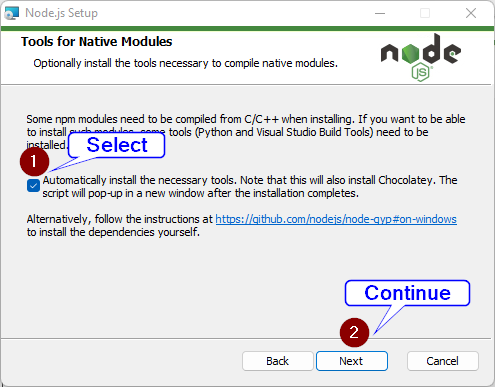 Node.js Setup
Tools for Native Modules
Optionally install the tools necessary to compile native modules.
node
JS
Some npm modules need to be compiled from C/C++ when installing. If you want to be able
to install such modules, some tools (Python and Visual Studio Build Tools) need to be
installed.
Select
1
Automatically install the necessary tools. Note that this will also install Chocolatey. The
script will pop-up in a new window after the installation completes.
Alternatively, follow the instructions at https://github.com/nodejs/node-gyp#on-windows
to install the dependencies yourself.
Continue
2
Back Next Cancel